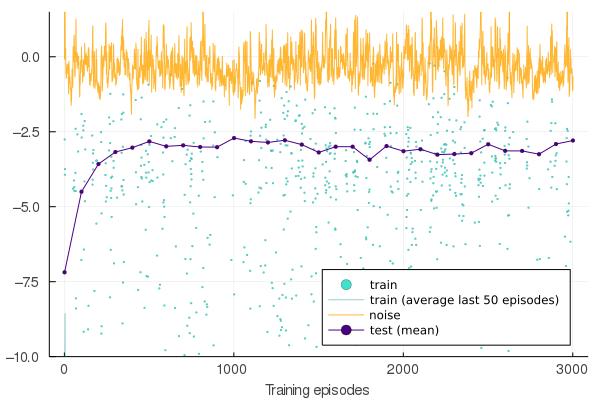 0.0
−2.5
−5.0
−7.5
−10.0
train
train (average last 50 episodes)
noise
test (mean)
0 1000 2000 3000
Training episodes